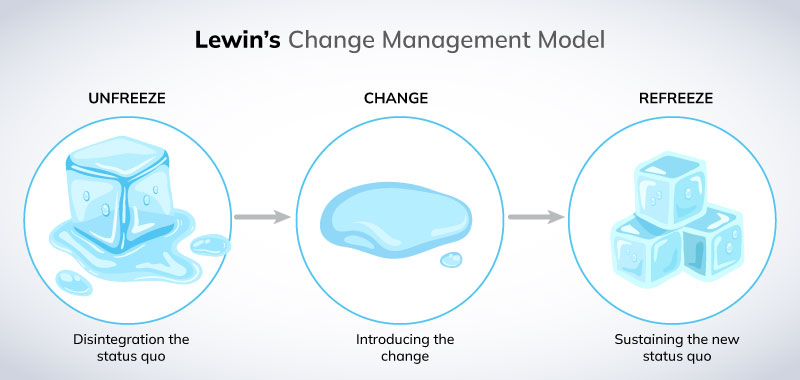 Lewin's Change Management Model
UNFREEZE
CHANGE
REFREEZE
Disintegration the
status quo
Introducing the
change
Sustaining the new
status quo